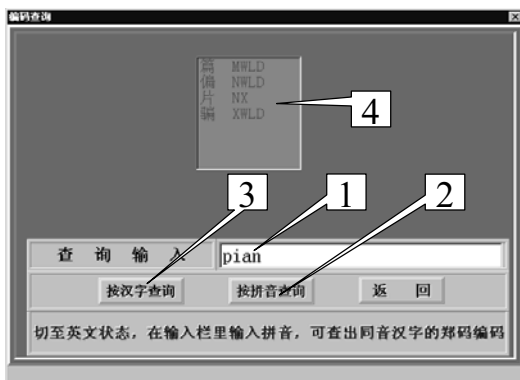 编码查询
篇 MWLD
偏 NWLD
片 NX
骗 XWLD
4
3
1
2
查 询 输 入
pian
按汉字查询
按拼音查询
返 回
切至英文状态，在输入栏里输入拼音，可查出同音汉字的郑码编码